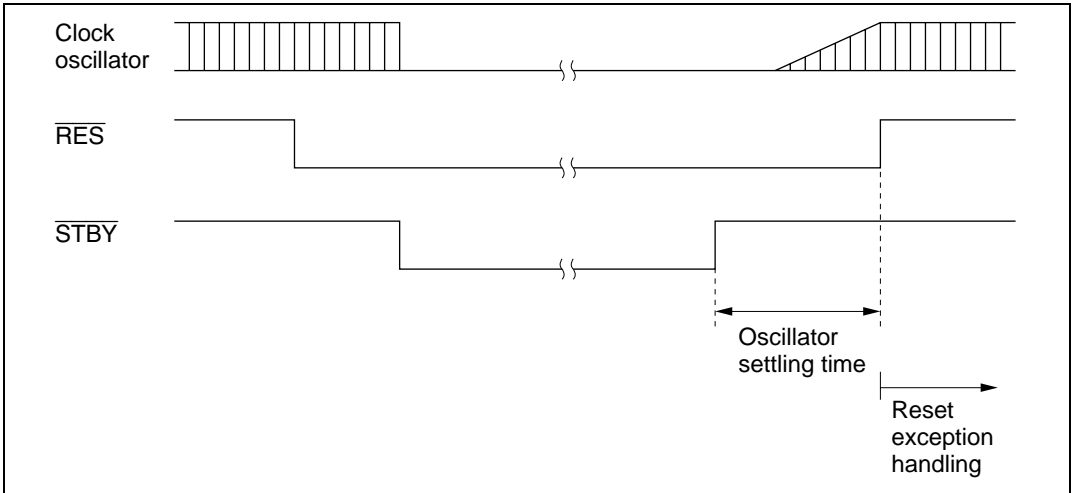 Clock
oscillator
RES
STBY
Oscillator
settling time
Reset
exception
handling